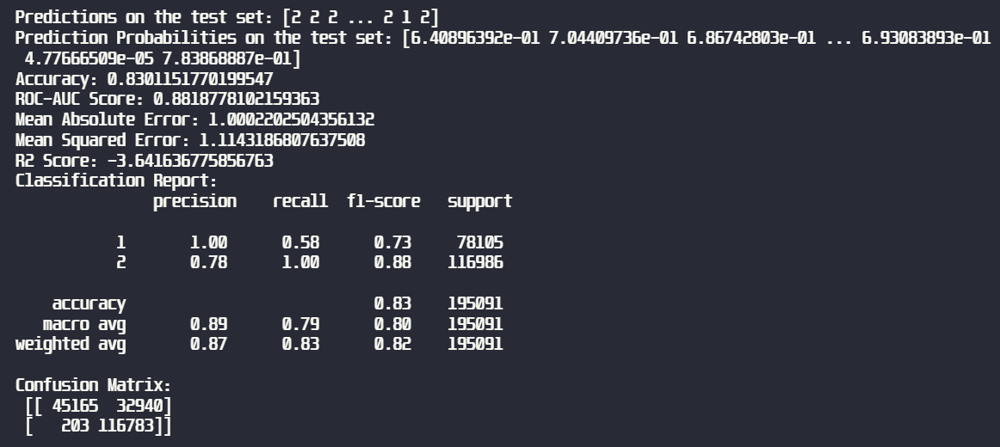 Predictions on the test set: [2 2 2 ... 2 1 2]
Prediction Probabilities on the test set: [6.40896392e-01 7.04409736e-01 6.86742803e-01 ... 6.93083893e-01
 4.77666509e-05 7.83868887e-01]
Accuracy: 0.8301151770199547
ROC-AUC Score: 0.8818778102159363
Mean Absolute Error: 1.0002202504356132
Mean Squared Error: 1.1143186807637508
R2 Score: -3.641636775856763
Classification Report:
               precision    recall  f1-score   support
           1       1.00      0.58      0.73     78105
           2       0.78      1.00      0.88    116986
    accuracy                           0.83    195091
   macro avg       0.89      0.79      0.80    195091
weighted avg       0.87      0.83      0.82    195091
Confusion Matrix:
 [[ 45165  32940]
 [   203 116783]]